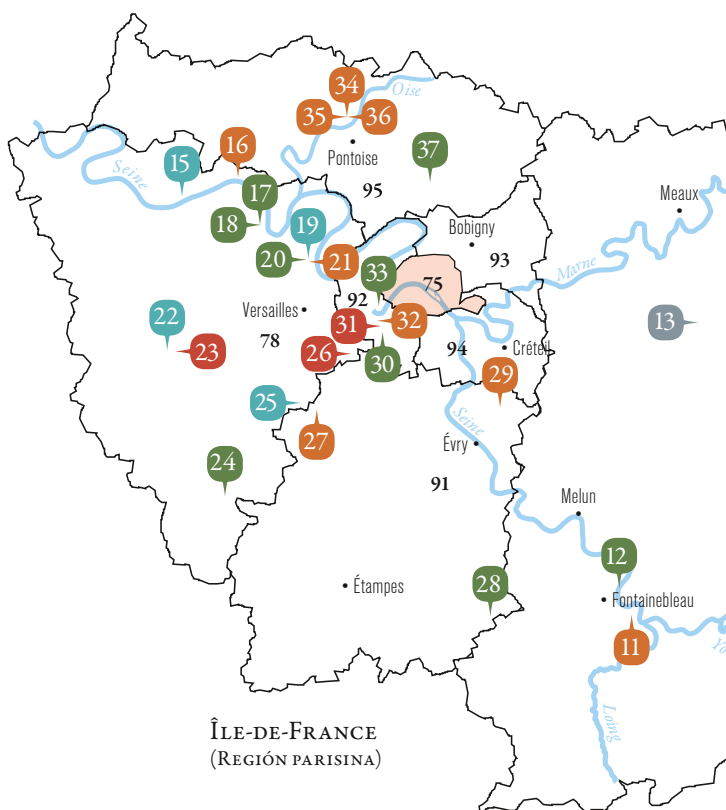 34
Oise
35
36
16
Pontoise
15
37
17
Seine
95
Meaux
18
19
Bobigny
20
21
33
93
75
Marne
92
Versailles
22
31
32
13
78
23
26
94
Créteil
30
29
25
Seine
27
Évry
24
91
Melun
12
28
Étampes
Fontainebleau
11
Yo
Loing
ÎLE-DE-FRANCE
(REGIÓN PARISINA)